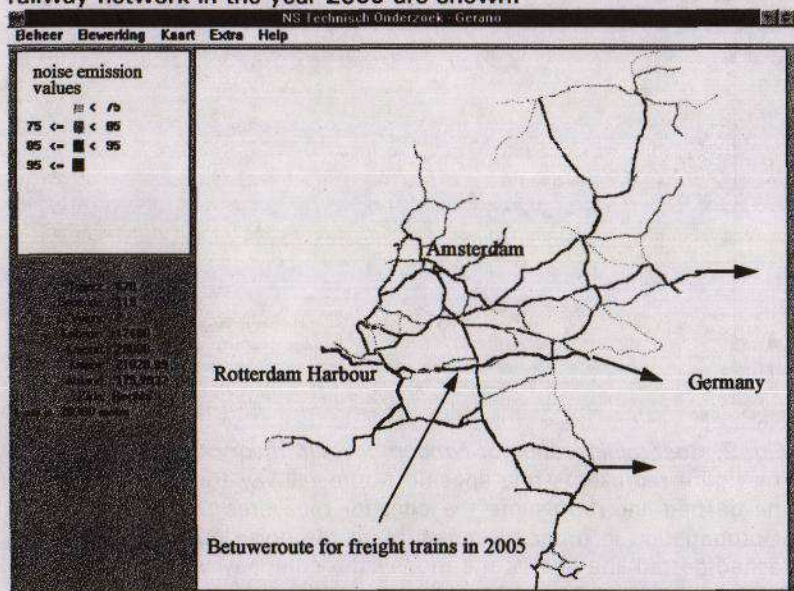 railway network in the year 2005 are shown.
NS Technisch Onderzoek - Gerano
Beheer Bewerking Kaart Extra Help
noise emission
values
< 75
75 <= < 85
85 <= < 95
95 <=
Amsterdam
Rotterdam Harbour
Germany
Betuweroute for freight trains in 2005